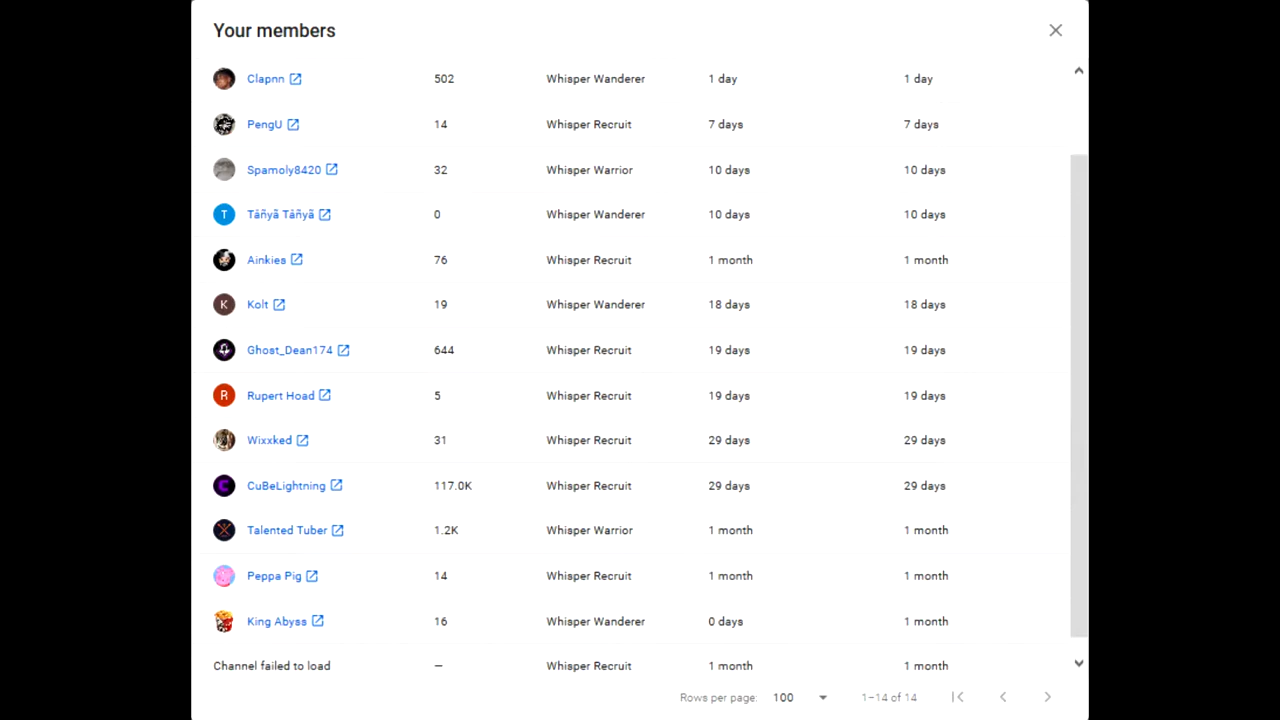 Your members
Clapnn 502 Whisper Wanderer 1 day 1 day
PengU 14 Whisper Recruit 7 days 7 days
Spamoly8420 32 Whisper Warrior 10 days 10 days
T Tâñyã Tâñyã 0 Whisper Wanderer 10 days 10 days
Ainkies 76 Whisper Recruit 1 month 1 month
K Kolt 19 Whisper Wanderer 18 days 18 days
Ghost_Dean174 644 Whisper Recruit 19 days 19 days
R Rupert Hoad 5 Whisper Recruit 19 days 19 days
Wixxked 31 Whisper Recruit 29 days 29 days
CuBeLightning 117.0K Whisper Recruit 29 days 29 days
Talented Tuber 1.2K Whisper Warrior 1 month 1 month
Peppa Pig 14 Whisper Recruit 1 month 1 month
King Abyss 16 Whisper Wanderer 0 days 1 month
Channel failed to load — Whisper Recruit 1 month 1 month
Rows per page: 100 1–14 of 14